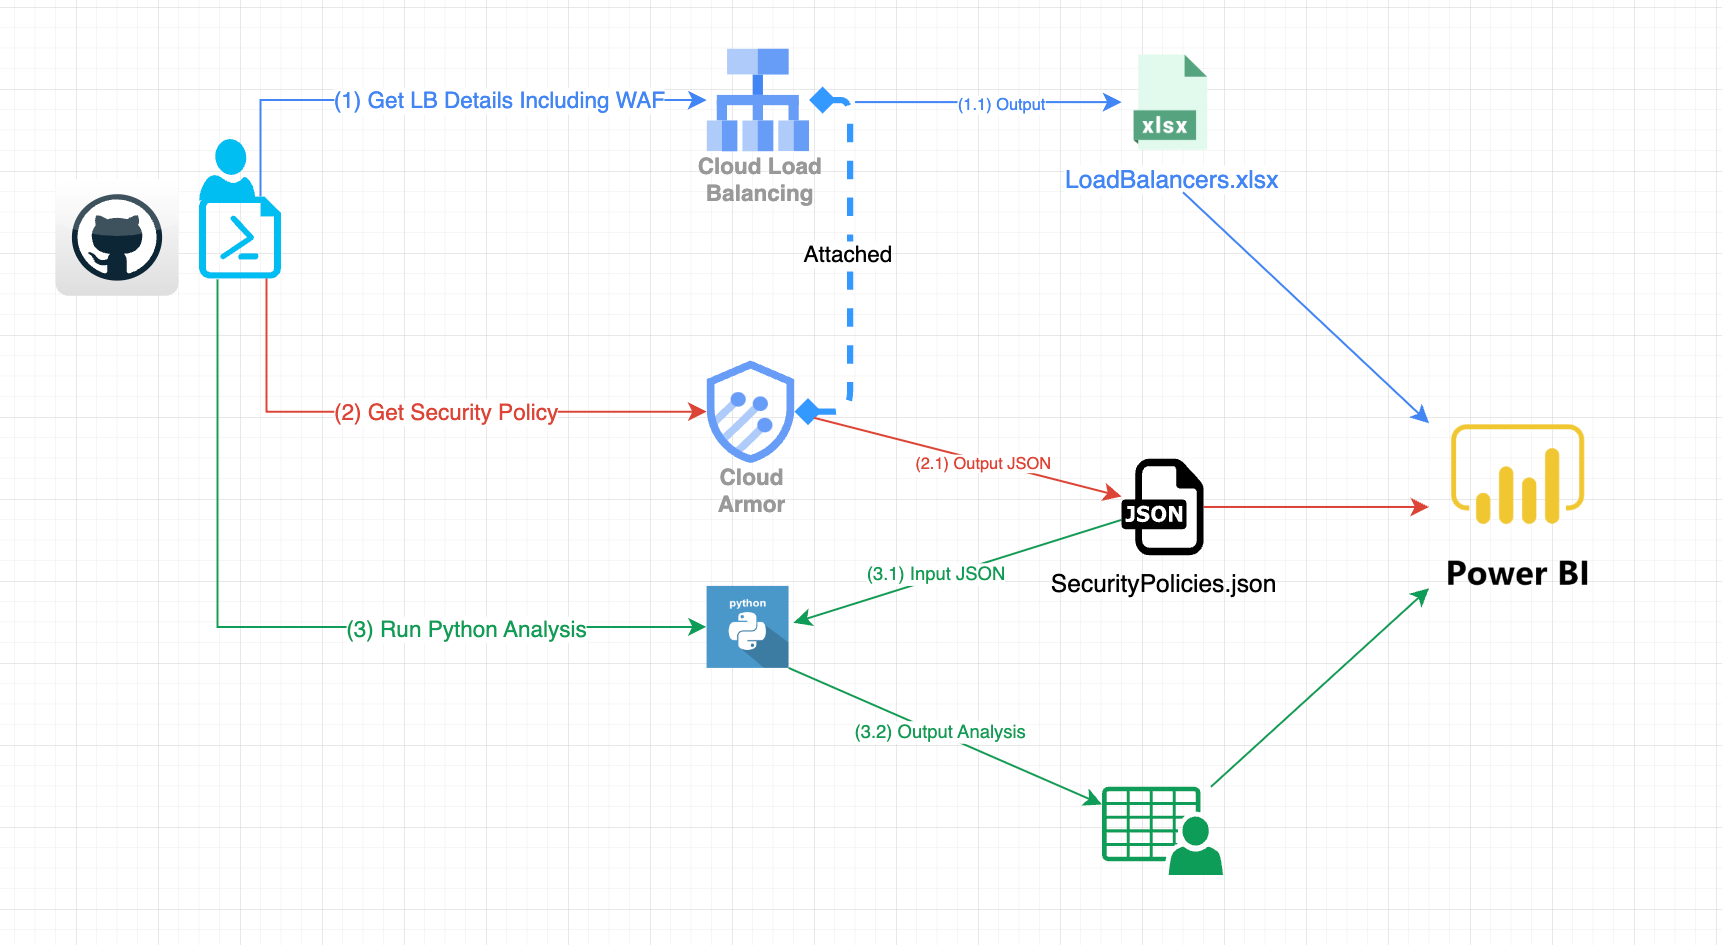 (1) Get LB Details Including WAF
(1.1) Output
xlsx
Cloud Load
Balancing
LoadBalancers.xlsx
Attached
(2) Get Security Policy
(2.1) Output JSON
Cloud
Armor
JSON
SecurityPolicies.json
Power BI
(3.1) Input JSON
python
(3) Run Python Analysis
(3.2) Output Analysis